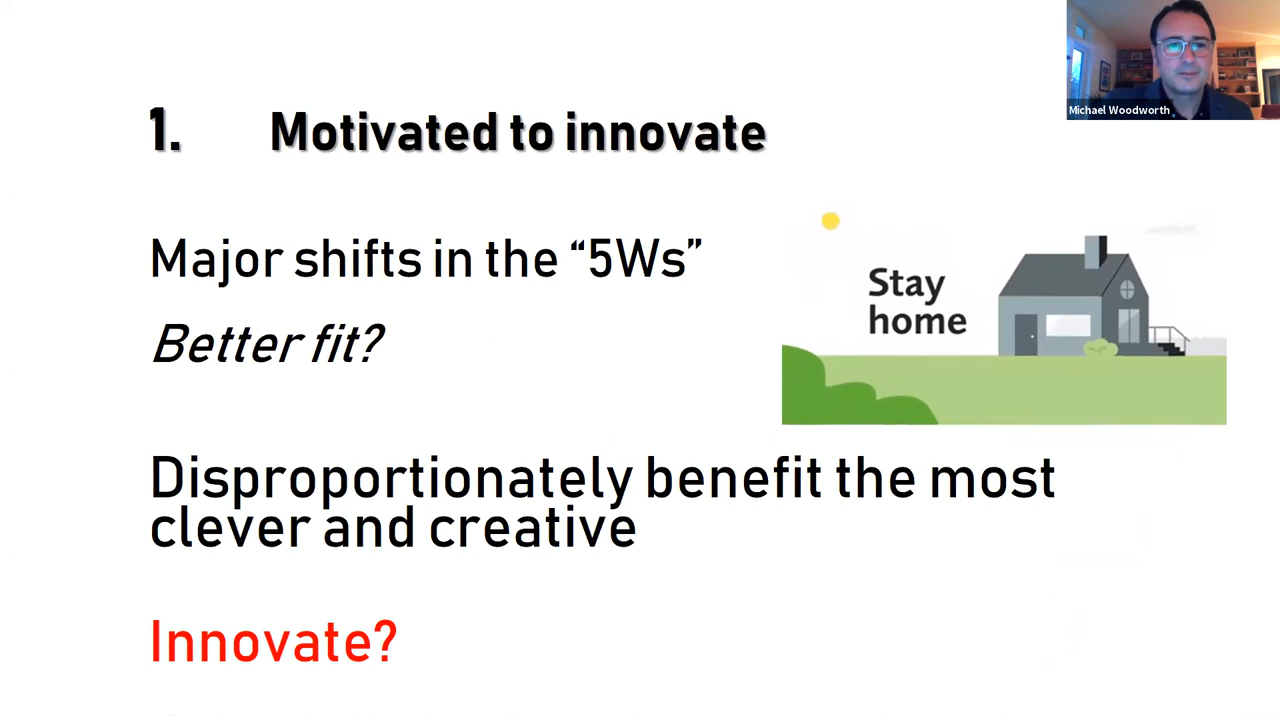 Michael Woodworth
1. Motivated to innovate
Major shifts in the “5Ws”
Better fit?
Stay
home
Disproportionately benefit the most
clever and creative
Innovate?